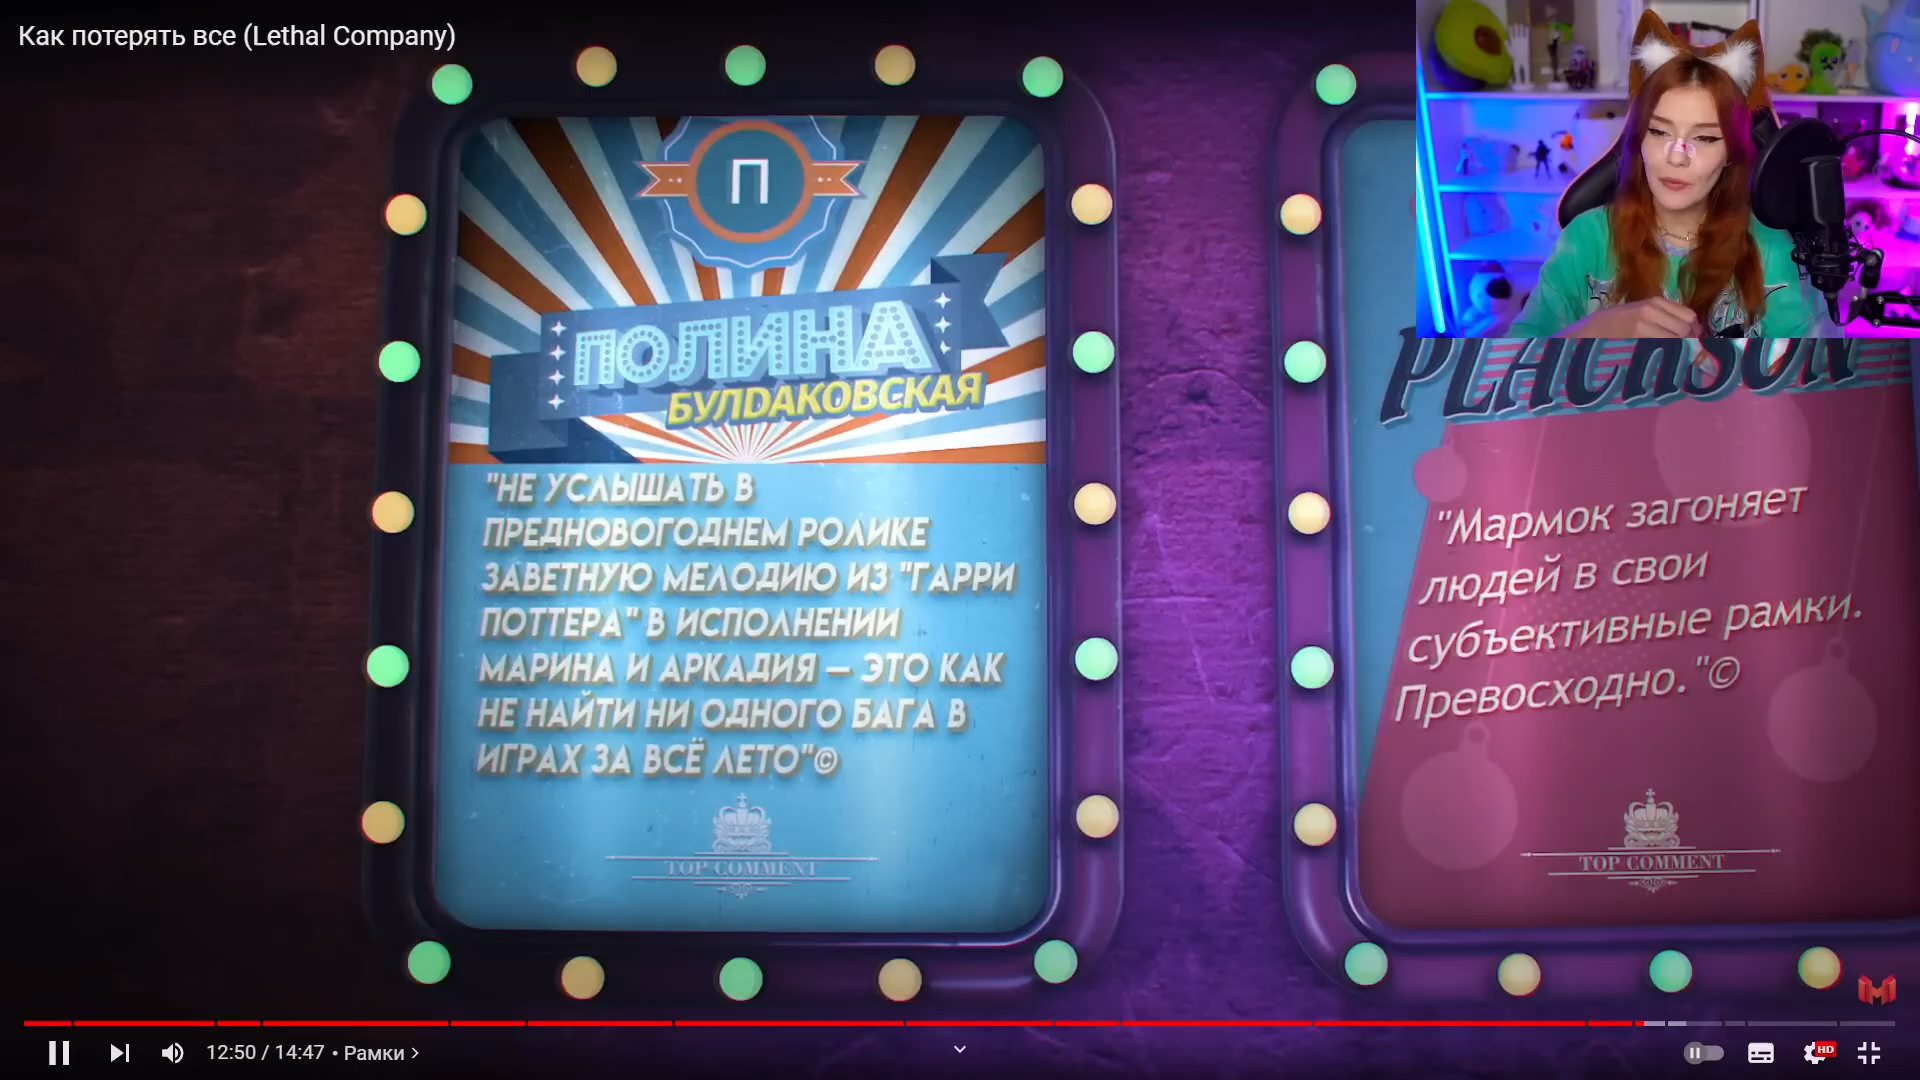 Как потерять все (Lethal Company)
П
ПОЛИНА
БУЛДАКОВСКАЯ
"НЕ УСЛЫШАТЬ В
ПРЕДНОВОГОДНЕМ РОЛИКЕ
ЗАВЕТНУЮ МЕЛОДИЮ ИЗ "ГАРРИ
ПОТТЕРА" В ИСПОЛНЕНИИ
МАРИНА И АРКАДИЯ – ЭТО КАК
НЕ НАЙТИ НИ ОДНОГО БАГА В
ИГРАХ ЗА ВСЁ ЛЕТО"©
TOP COMMENT
PLACKSON
"Мармок загоняет
людей в свои
субъективные рамки.
Превосходно."©
TOP COMMENT
12:50 / 14:47 • Рамки
HD